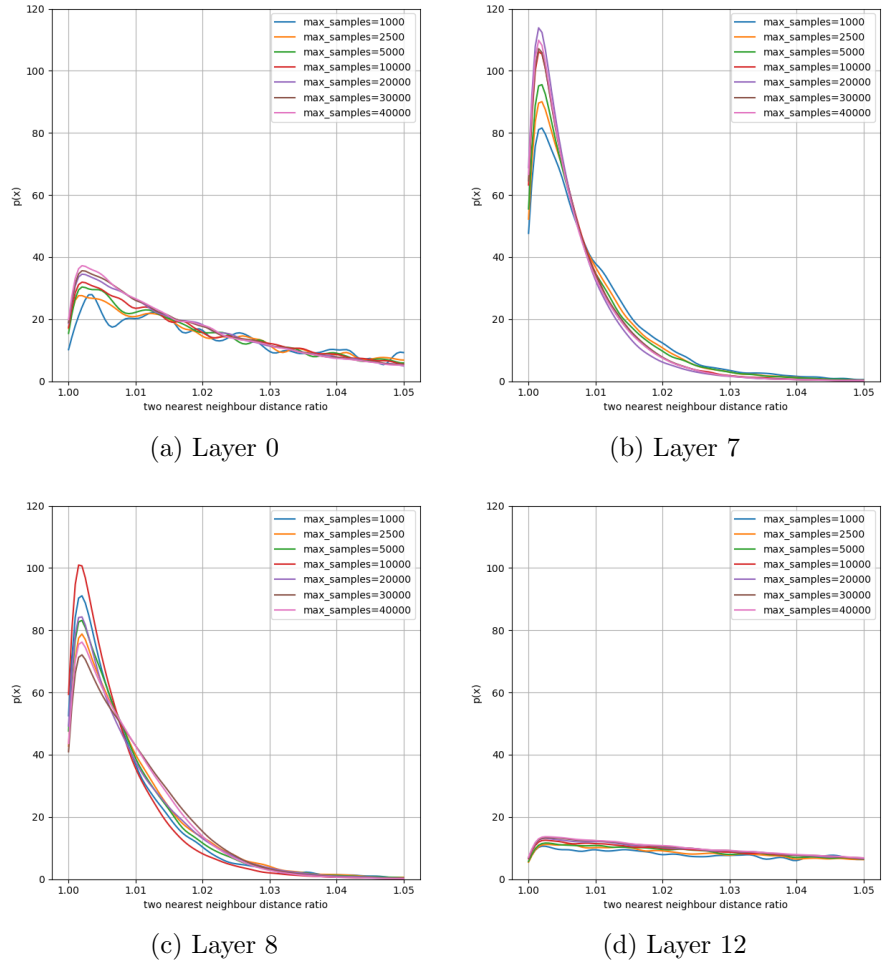 120
100
80
60
40
20
0
p(x)
1.00 1.01 1.02 1.03 1.04 1.05
two nearest neighbour distance ratio
max_samples=1000
max_samples=2500
max_samples=5000
max_samples=10000
max_samples=20000
max_samples=30000
max_samples=40000
(a) Layer 0
120
100
80
60
40
20
0
p(x)
1.00 1.01 1.02 1.03 1.04 1.05
two nearest neighbour distance ratio
max_samples=1000
max_samples=2500
max_samples=5000
max_samples=10000
max_samples=20000
max_samples=30000
max_samples=40000
(b) Layer 7
120
100
80
60
40
20
0
p(x)
1.00 1.01 1.02 1.03 1.04 1.05
two nearest neighbour distance ratio
max_samples=1000
max_samples=2500
max_samples=5000
max_samples=10000
max_samples=20000
max_samples=30000
max_samples=40000
(c) Layer 8
120
100
80
60
40
20
0
p(x)
1.00 1.01 1.02 1.03 1.04 1.05
two nearest neighbour distance ratio
max_samples=1000
max_samples=2500
max_samples=5000
max_samples=10000
max_samples=20000
max_samples=30000
max_samples=40000
(d) Layer 12